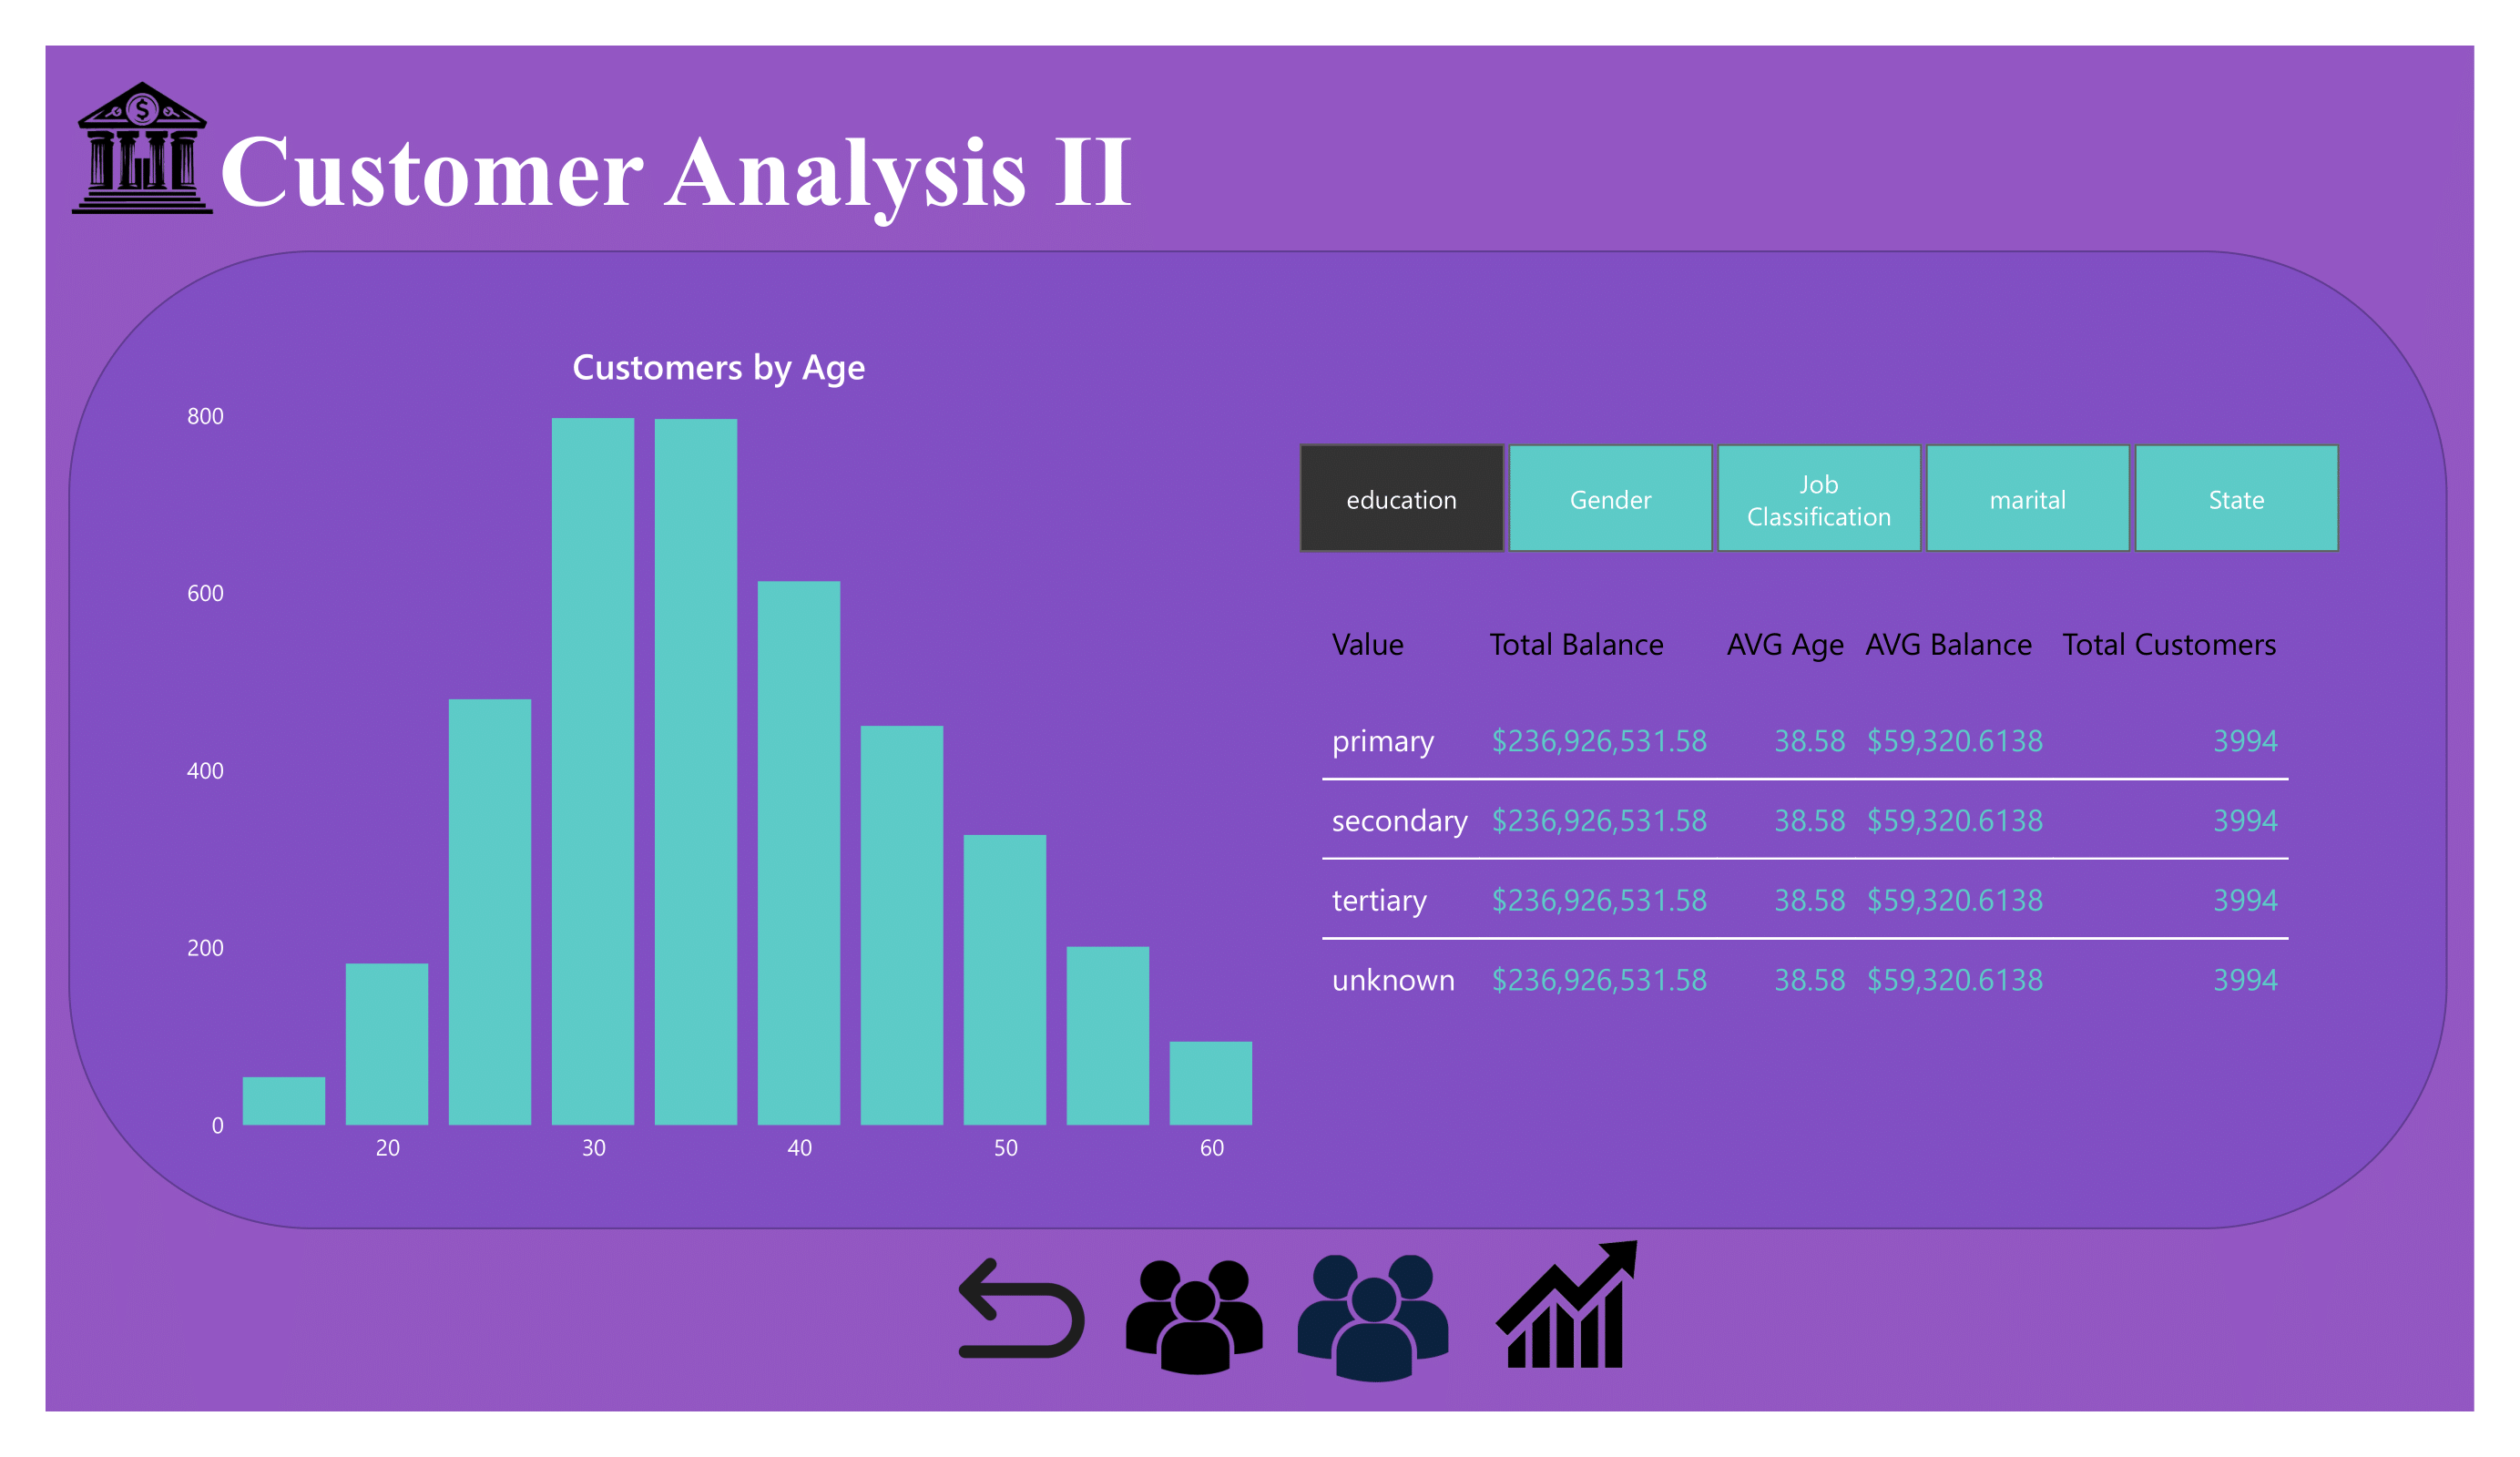 $
Customer Analysis II
Customers by Age
800
600
400
200
0
20 30 40 50 60
education Gender Job Classification marital State
Value Total Balance AVG Age AVG Balance Total Customers
primary $236,926,531.58 38.58 $59,320.6138 3994
secondary $236,926,531.58 38.58 $59,320.6138 3994
tertiary $236,926,531.58 38.58 $59,320.6138 3994
unknown $236,926,531.58 38.58 $59,320.6138 3994